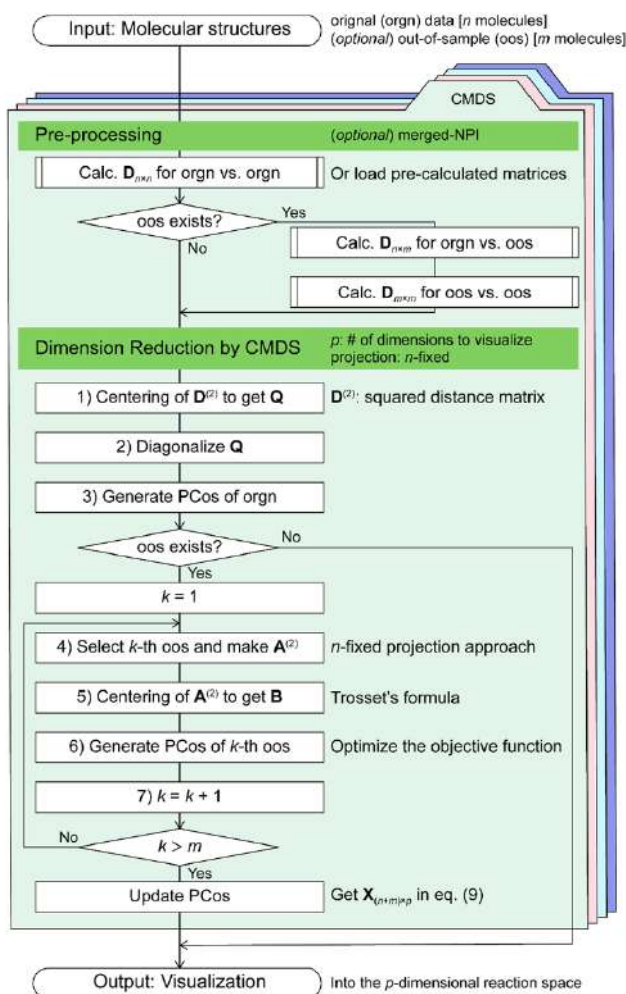 Input: Molecular structures
orignal (orgn) data [n molecules]
(optional) out-of-sample (oos) [m molecules]
CMDS
Pre-processing
(optional) merged-NPI
Calc. Dn×n for orgn vs. orgn
Or load pre-calculated matrices
oos exists?
Yes
No
Calc. Dn×m for orgn vs. oos
Calc. Dm×m for oos vs. oos
Dimension Reduction by CMDS
p: # of dimensions to visualize
projection: n-fixed
1) Centering of D(2) to get Q
D(2): squared distance matrix
2) Diagonalize Q
3) Generate PCos of orgn
oos exists?
No
Yes
k = 1
4) Select k-th oos and make A(2)
n-fixed projection approach
5) Centering of A(2) to get B
Trosset's formula
6) Generate PCos of k-th oos
Optimize the objective function
7) k = k + 1
No
k > m
Yes
Update PCos
Get X(n+m)×p in eq. (9)
Output: Visualization
Into the p-dimensional reaction space